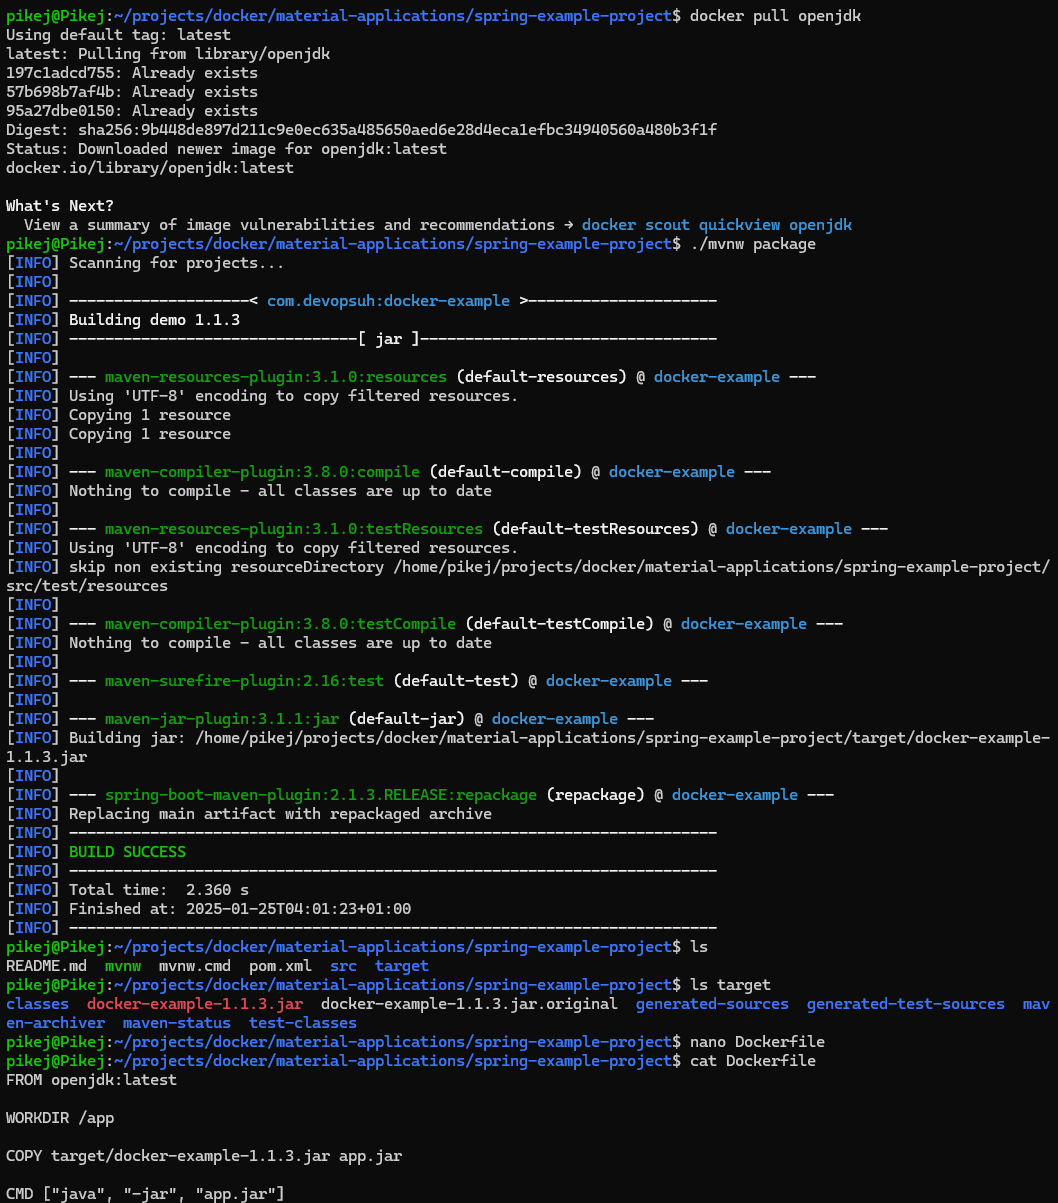 pikej@Pikej:~/projects/docker/material-applications/spring-example-project$ docker pull openjdk
Using default tag: latest
latest: Pulling from library/openjdk
197c1adcd755: Already exists
57b698b7af4b: Already exists
95a27dbe0150: Already exists
Digest: sha256:9b448de897d211c9e0ec635a485650aed6e28d4eca1efbc34940560a480b3f1f
Status: Downloaded newer image for openjdk:latest
docker.io/library/openjdk:latest

What's Next?
  View a summary of image vulnerabilities and recommendations → docker scout quickview openjdk
pikej@Pikej:~/projects/docker/material-applications/spring-example-project$ ./mvnw package
[INFO] Scanning for projects...
[INFO]
[INFO] --------------------< com.devopsuh:docker-example >---------------------
[INFO] Building demo 1.1.3
[INFO] --------------------------------[ jar ]---------------------------------
[INFO]
[INFO] --- maven-resources-plugin:3.1.0:resources (default-resources) @ docker-example ---
[INFO] Using 'UTF-8' encoding to copy filtered resources.
[INFO] Copying 1 resource
[INFO] Copying 1 resource
[INFO]
[INFO] --- maven-compiler-plugin:3.8.0:compile (default-compile) @ docker-example ---
[INFO] Nothing to compile - all classes are up to date
[INFO]
[INFO] --- maven-resources-plugin:3.1.0:testResources (default-testResources) @ docker-example ---
[INFO] Using 'UTF-8' encoding to copy filtered resources.
[INFO] skip non existing resourceDirectory /home/pikej/projects/docker/material-applications/spring-example-project/
src/test/resources
[INFO]
[INFO] --- maven-compiler-plugin:3.8.0:testCompile (default-testCompile) @ docker-example ---
[INFO] Nothing to compile - all classes are up to date
[INFO]
[INFO] --- maven-surefire-plugin:2.16:test (default-test) @ docker-example ---
[INFO]
[INFO] --- maven-jar-plugin:3.1.1:jar (default-jar) @ docker-example ---
[INFO] Building jar: /home/pikej/projects/docker/material-applications/spring-example-project/target/docker-example-
1.1.3.jar
[INFO]
[INFO] --- spring-boot-maven-plugin:2.1.3.RELEASE:repackage (repackage) @ docker-example ---
[INFO] Replacing main artifact with repackaged archive
[INFO] ------------------------------------------------------------------------
[INFO] BUILD SUCCESS
[INFO] ------------------------------------------------------------------------
[INFO] Total time:  2.360 s
[INFO] Finished at: 2025-01-25T04:01:23+01:00
[INFO] ------------------------------------------------------------------------
pikej@Pikej:~/projects/docker/material-applications/spring-example-project$ ls
README.md  mvnw  mvnw.cmd  pom.xml  src  target
pikej@Pikej:~/projects/docker/material-applications/spring-example-project$ ls target
classes  docker-example-1.1.3.jar  docker-example-1.1.3.jar.original  generated-sources  generated-test-sources  mav
en-archiver  maven-status  test-classes
pikej@Pikej:~/projects/docker/material-applications/spring-example-project$ nano Dockerfile
pikej@Pikej:~/projects/docker/material-applications/spring-example-project$ cat Dockerfile
FROM openjdk:latest

WORKDIR /app

COPY target/docker-example-1.1.3.jar app.jar

CMD ["java", "-jar", "app.jar"]